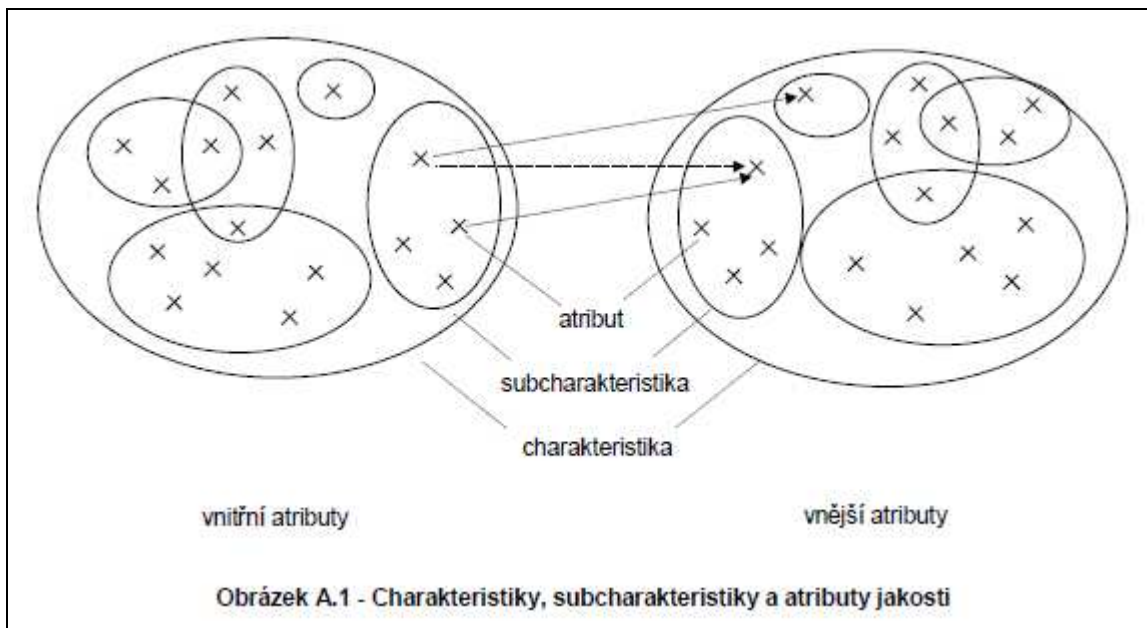 atribut
subcharakteristika
charakteristika
vnitřní atributy
vnější atributy
Obrázek A.1 - Charakteristiky, subcharakteristiky a atributy jakosti